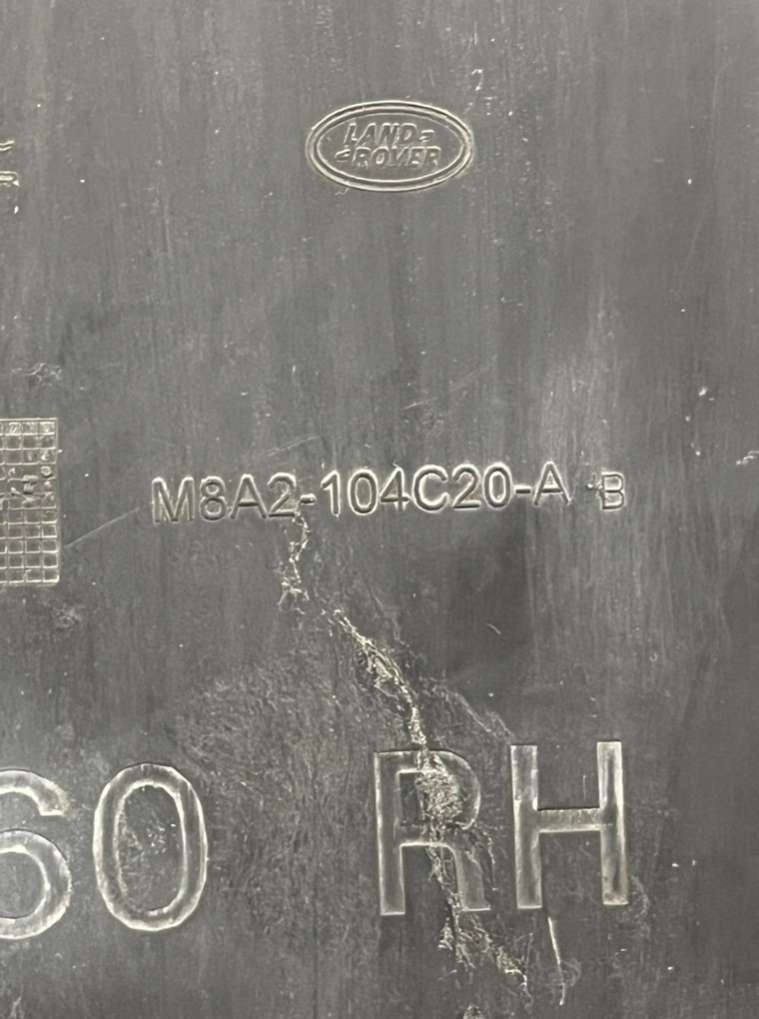 LAND-
-ROVER
M8A2-104C20-A B
60 RH